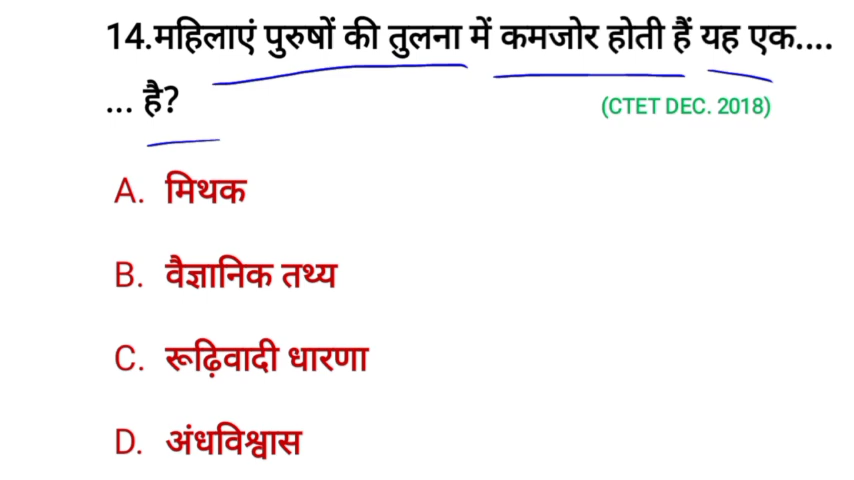 14.महिलाएं पुरुषों की तुलना में कमजोर होती हैं यह एक....
... है?
(CTET DEC. 2018)
A. मिथक
B. वैज्ञानिक तथ्य
C. रूढ़िवादी धारणा
D. अंधविश्वास